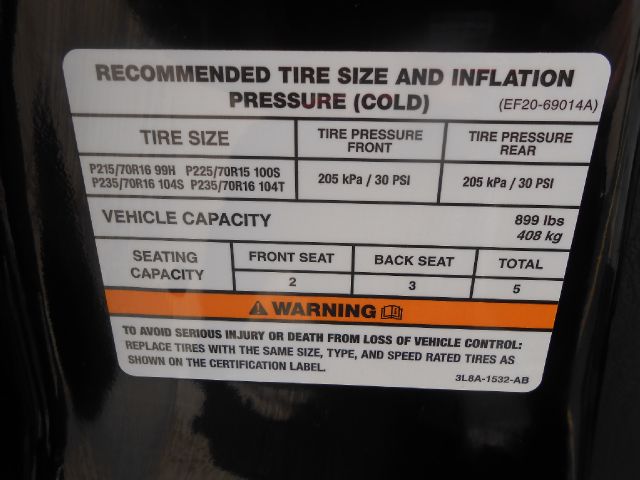 RECOMMENDED TIRE SIZE AND INFLATION
PRESSURE (COLD)
(EF20-69014A)
TIRE SIZE
TIRE PRESSURE
FRONT
TIRE PRESSURE
REAR
P215/70R16 99H P225/70R15 100S
P235/70R16 104S P235/70R16 104T
205 kPa / 30 PSI
205 kPa / 30 PSI
VEHICLE CAPACITY
899 lbs
408 kg
SEATING
CAPACITY
FRONT SEAT
BACK SEAT
TOTAL
2
3
5
WARNING
TO AVOID SERIOUS INJURY OR DEATH FROM LOSS OF VEHICLE CONTROL:
REPLACE TIRES WITH THE SAME SIZE, TYPE, AND SPEED RATED TIRES AS
SHOWN ON THE CERTIFICATION LABEL.
3L8A-1532-AB